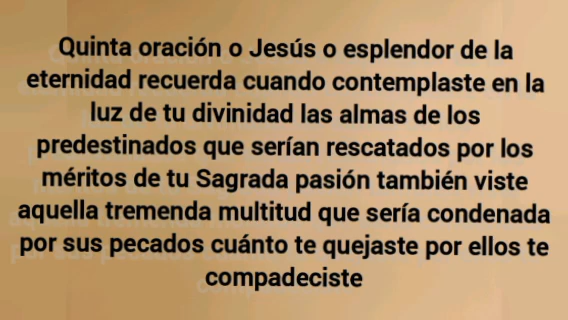 Quinta oración o Jesús o esplendor de la
eternidad recuerda cuando contemplaste en la
luz de tu divinidad las almas de los
predestinados que serían rescatados por los
méritos de tu Sagrada pasión también viste
aquella tremenda multitud que sería condenada
por sus pecados cuánto te quejaste por ellos te
compadeciste